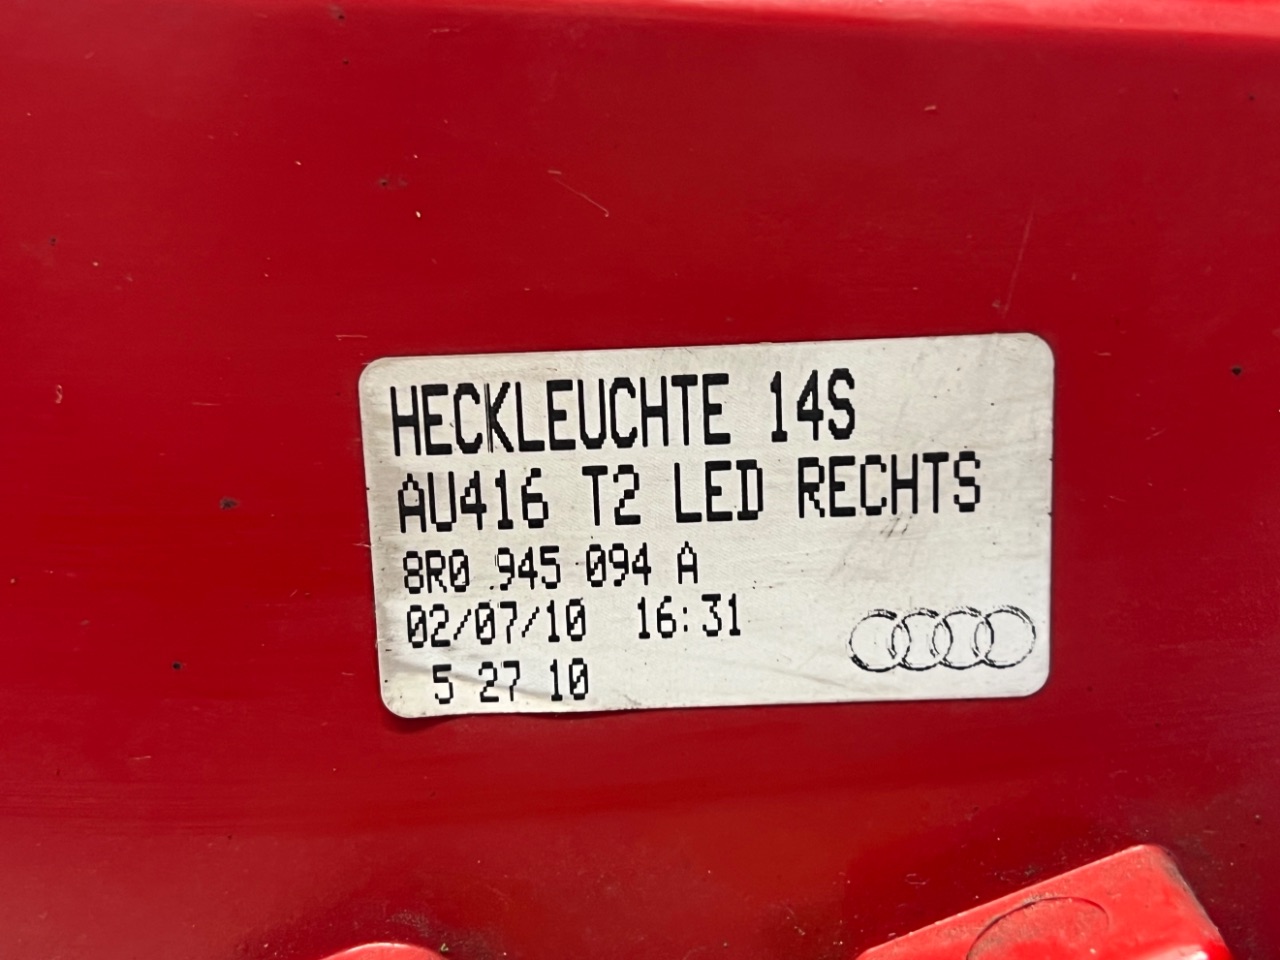 HECKLEUCHTE 14S
AU416 T2 LED RECHTS
8R0 945 094 A
02/07/10 16:31
5 27 10